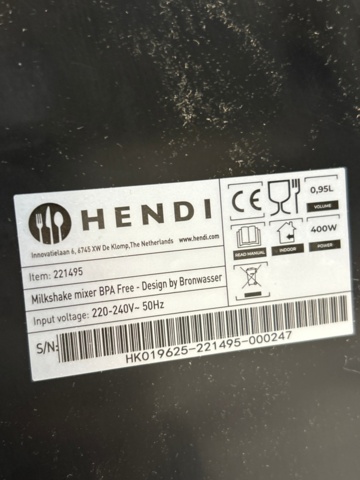 HENDI
Innovatielaan 6, 6745 XW De Klomp, The Netherlands www.hendi.com
Item: 221495
Milkshake mixer BPA Free - Design by Bronwasser
Input voltage: 220-240V~ 50Hz
S/N:
HK019625-221495-000247
CE
0,95L
VOLUME
READ MANUAL
INDOOR
400W
POWER